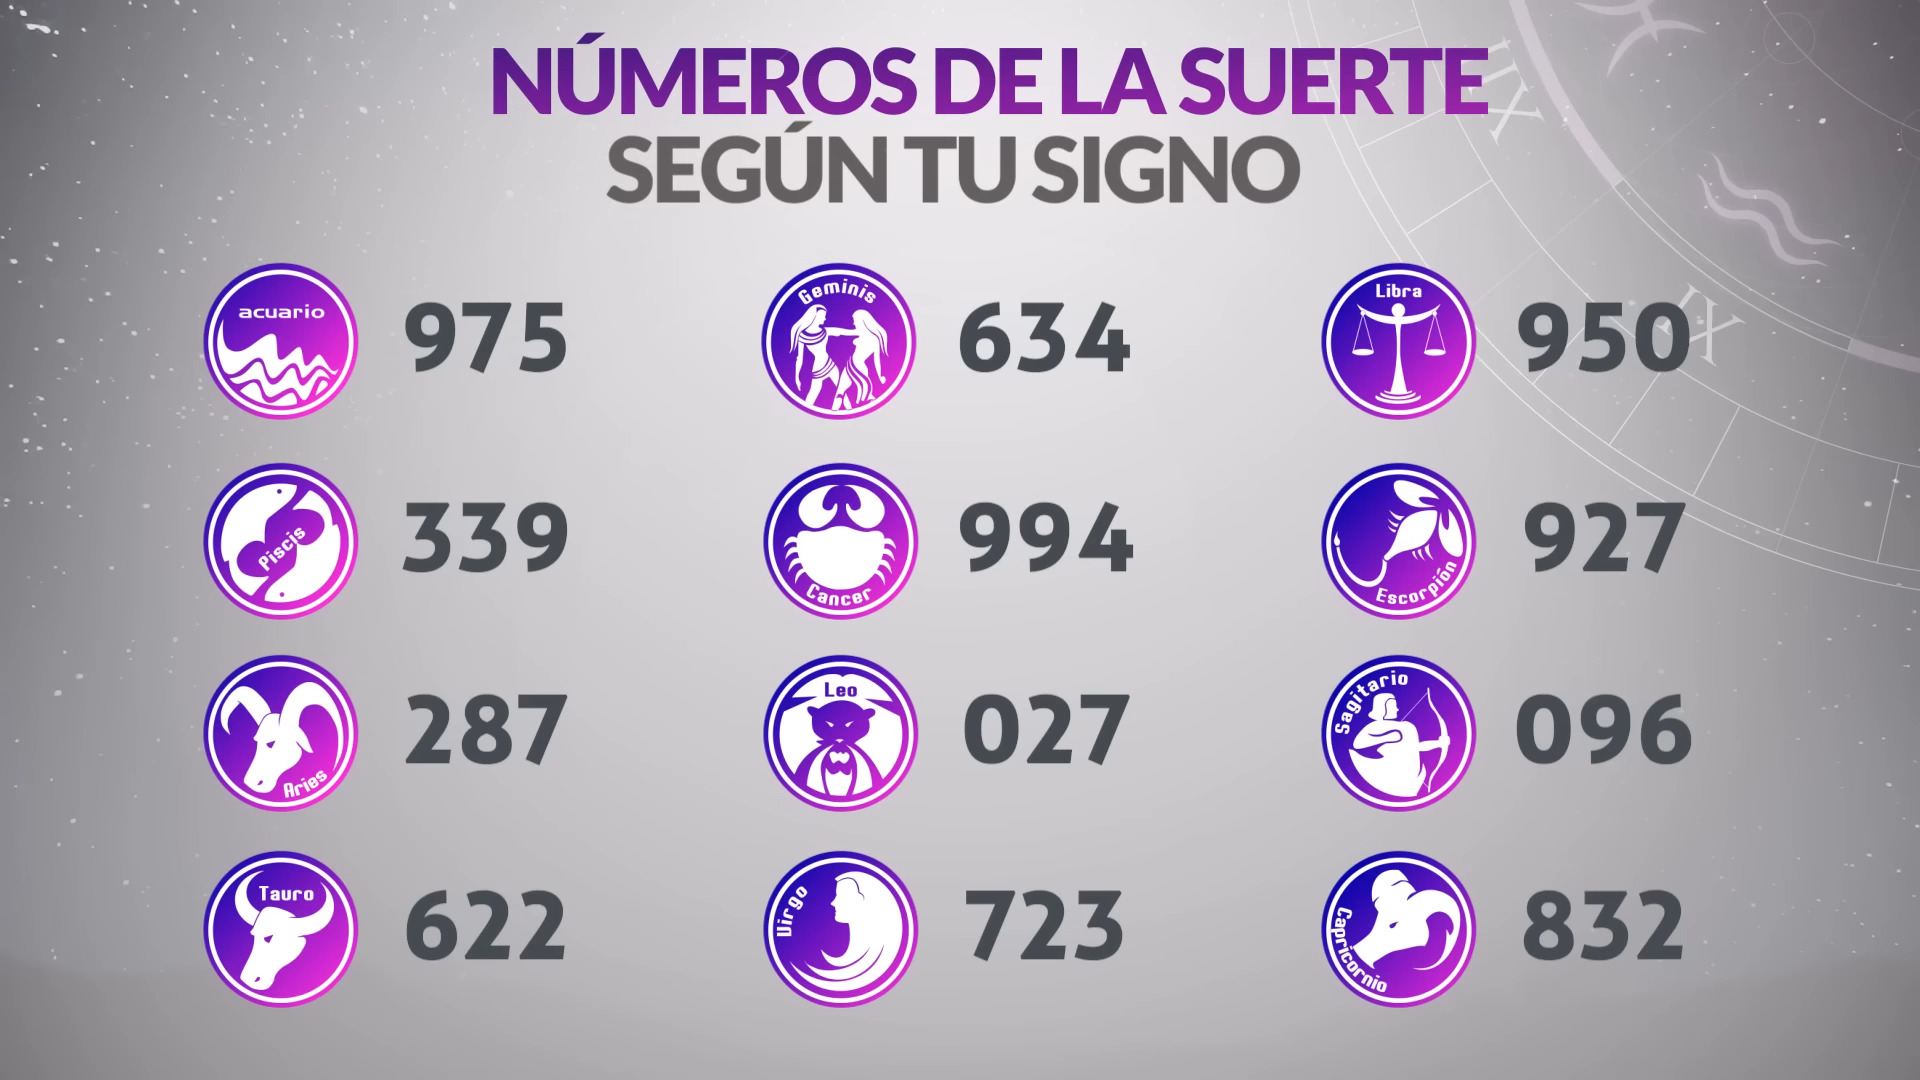 NÚMEROS DE LA SUERTE
SEGÚN TU SIGNO
acuario 975
Geminis 634
Libra 950
Piscis 339
Cancer 994
Escorpión 927
Aries 287
Leo 027
Sagitario 096
Tauro 622
Virgo 723
Capricornio 832
IX